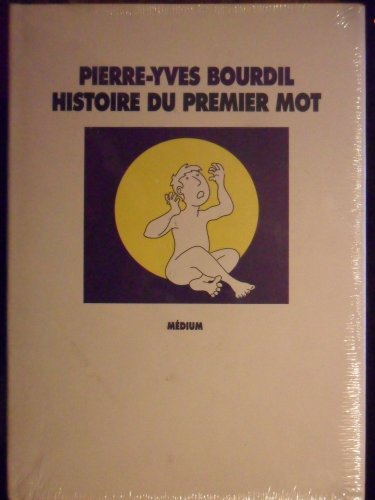 PIERRE-YVES BOURDIL
HISTOIRE DU PREMIER MOT
MÉDIUM